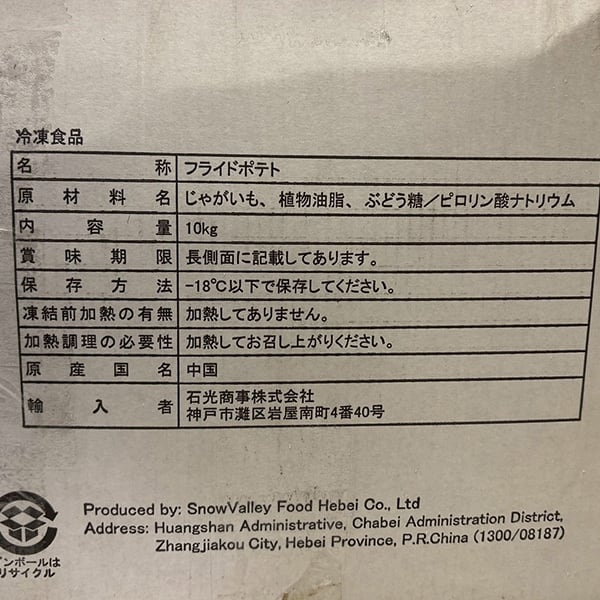 冷凍食品
名称 フライドポテト
原材料名 じゃがいも、植物油脂、ぶどう糖／ピロリン酸ナトリウム
内容量 10kg
賞味期限 長側面に記載してあります。
保存方法 -18℃以下で保存してください。
凍結前加熱の有無 加熱してありません。
加熱調理の必要性 加熱してお召し上がりください。
原産国名 中国
輸入者 石光商事株式会社
神戸市灘区岩屋南町4番40号
Produced by: SnowValley Food Hebei Co., Ltd
Address: Huangshan Administrative, Chabei Administration District,
Zhangjiakou City, Hebei Province, P.R.China (1300/08187)
ンボールは
リサイクル